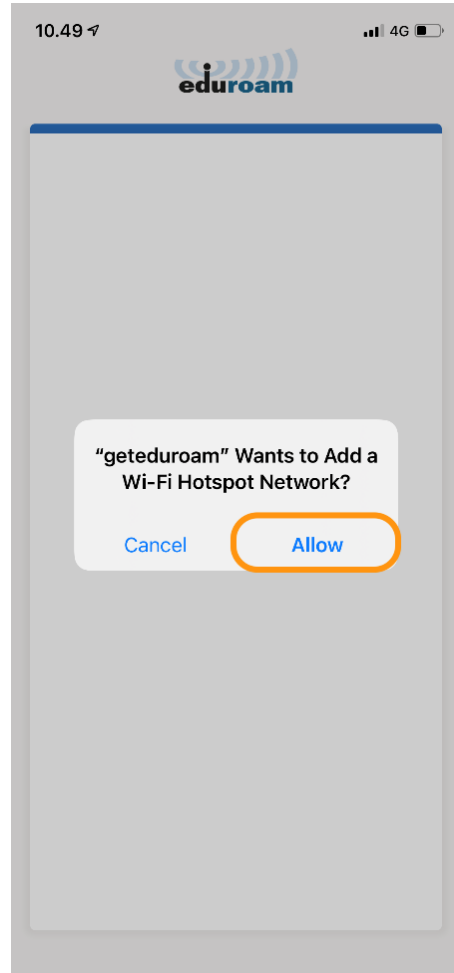 10.49 4G
eduroam
“geteduroam” Wants to Add a
Wi-Fi Hotspot Network?
Cancel Allow